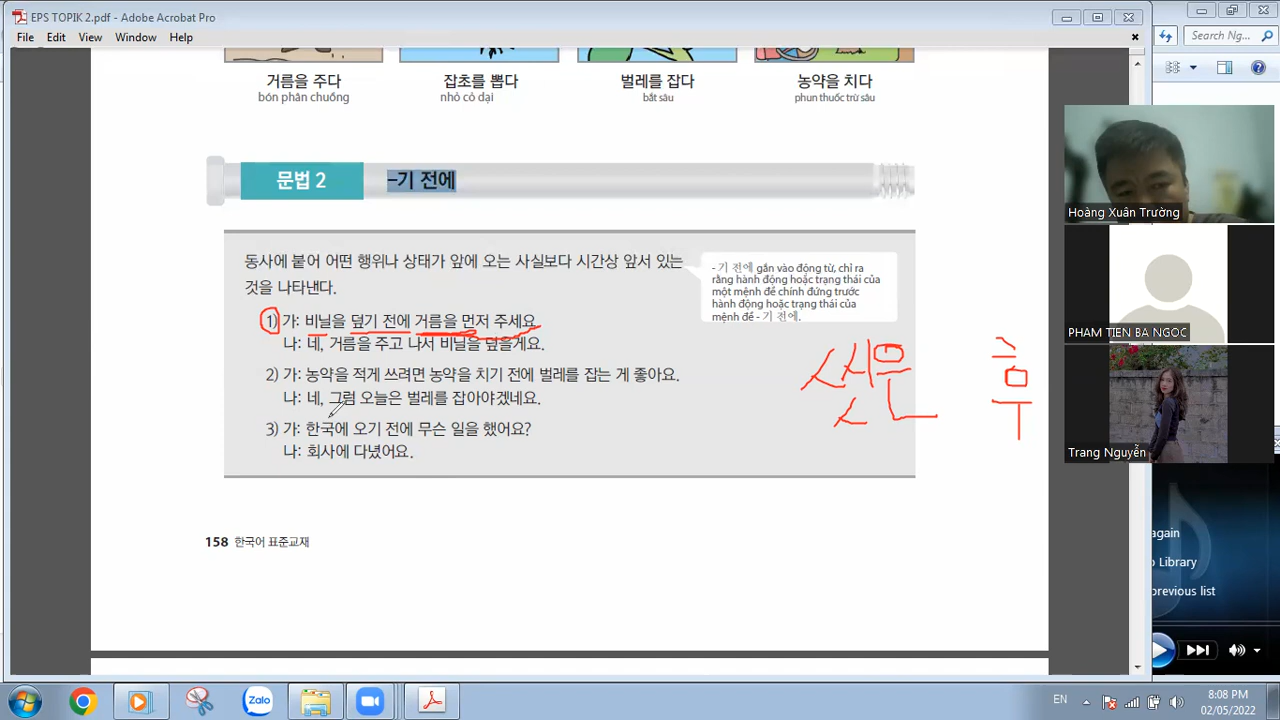 EPS TOPIK 2.pdf - Adobe Acrobat Pro
File Edit View Window Help
Search Ng...
거름을 주다 잡초를 뽑다 벌레를 잡다 농약을 치다
bón phân chuồng nhỏ cỏ dại bắt sâu phun thuốc trừ sâu
문법 2 -기 전에
동사에 붙어 어떤 행위나 상태가 앞에 오는 사실보다 시간상 앞서 있는
것을 나타낸다.
- 기 전에 gắn vào động từ, chỉ ra
rằng hành động hoặc trạng thái của
một mệnh đề chính đứng trước
hành động hoặc trạng thái của
mệnh đề - 기 전에.
1) 가: 비닐을 덮기 전에 거름을 먼저 주세요.
나: 네, 거름을 주고 나서 비닐을 덮을게요.
2) 가: 농약을 적게 쓰려면 농약을 치기 전에 벌레를 잡는 게 좋아요.
나: 네, 그럼 오늘은 벌레를 잡아야겠네요.
3) 가: 한국에 오기 전에 무슨 일을 했어요?
나: 회사에 다녔어요.
후
158 한국어 표준교재
Hoàng Xuân Trường
PHAM TIEN BA NGOC
Trang Nguyễn
again
o Library
previous list
Zalo
EN
8:08 PM
02/05/2022